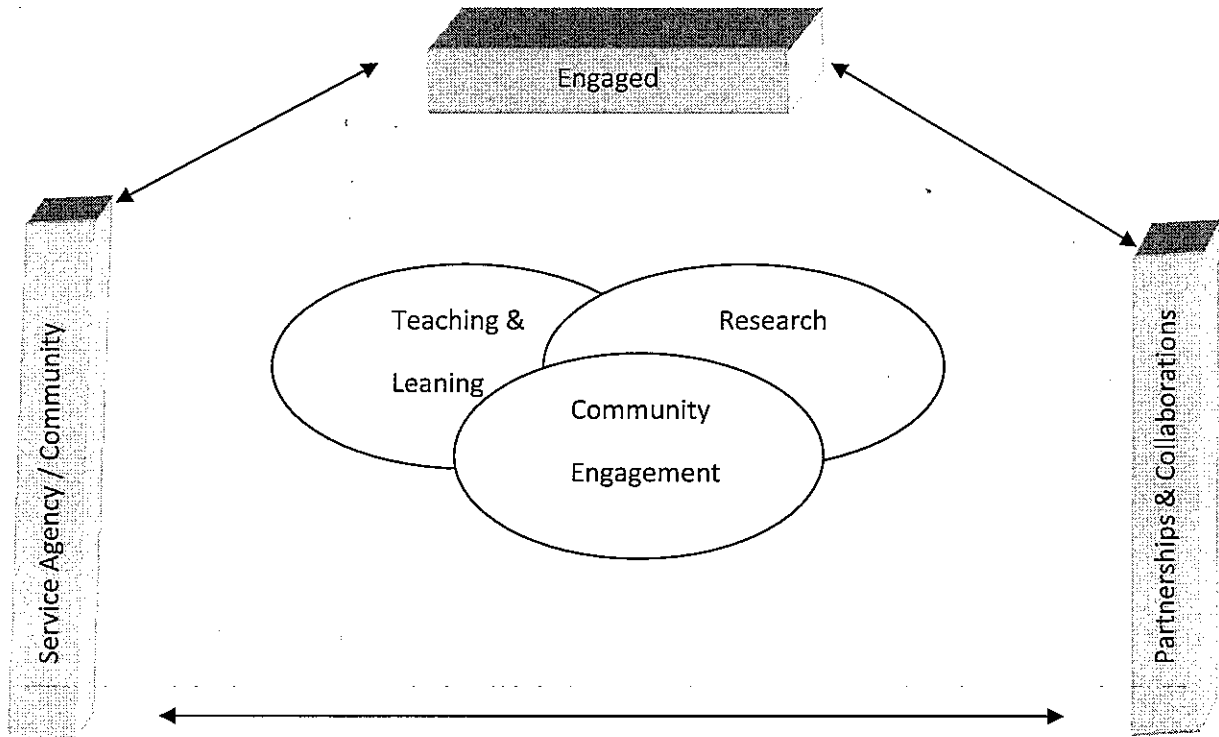 Engaged
Service Agency / Community
Teaching &
Leaning
Research
Community
Engagement
Partnerships & Collaborations